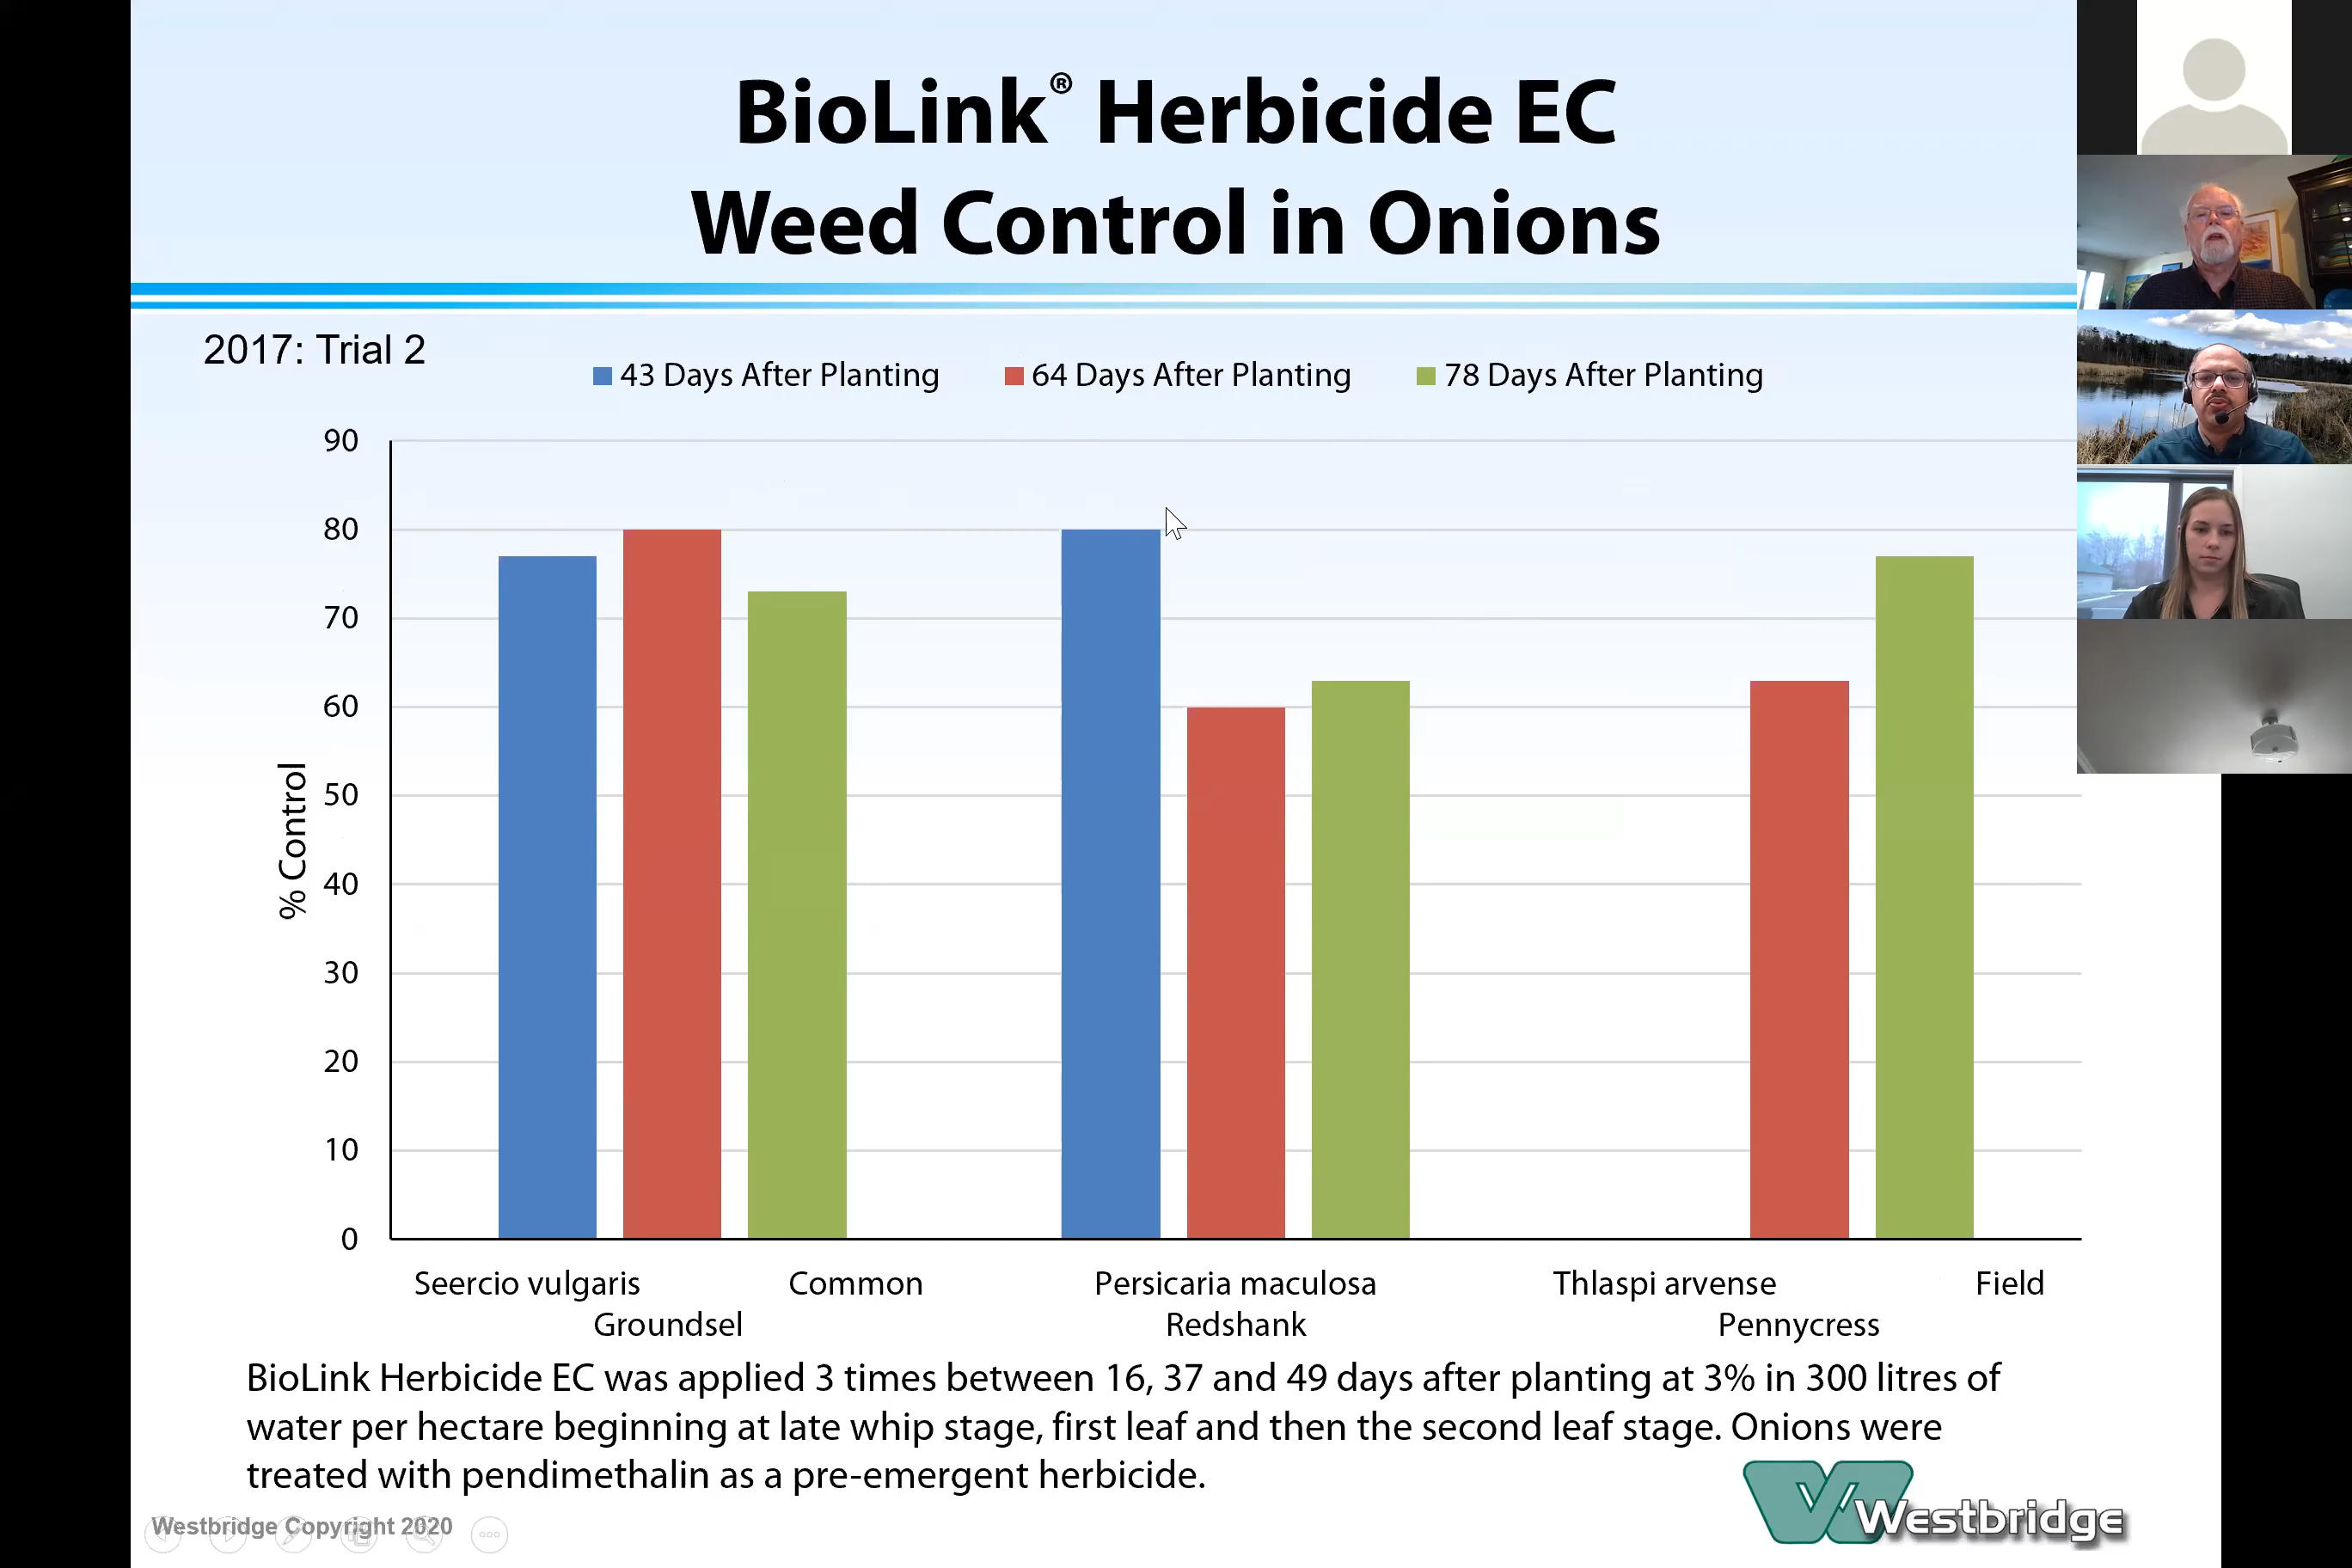 BioLink® Herbicide EC
Weed Control in Onions
2017: Trial 2
43 Days After Planting 64 Days After Planting 78 Days After Planting
90
80
70
60
50
40
30
20
10
0
% Control
Seercio vulgaris Common Persicaria maculosa Thlaspi arvense Field
Groundsel Redshank Pennycress
BioLink Herbicide EC was applied 3 times between 16, 37 and 49 days after planting at 3% in 300 litres of
water per hectare beginning at late whip stage, first leaf and then the second leaf stage. Onions were
treated with pendimethalin as a pre-emergent herbicide.
Westbridge Copyright 2020
Westbridge